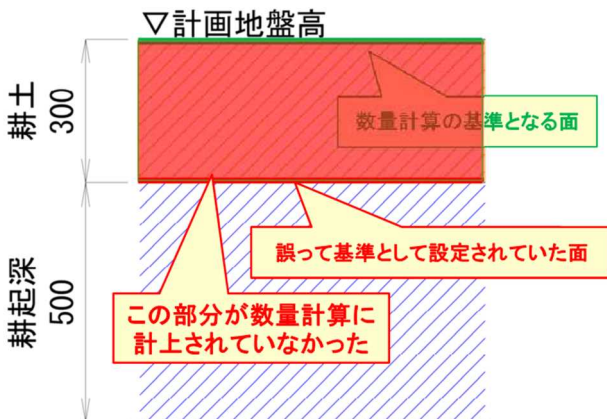 ▽計画地盤高
耕土
300
数量計算の基準となる面
誤って基準として設定されていた面
この部分が数量計算に
計上されていなかった
耕起深
500